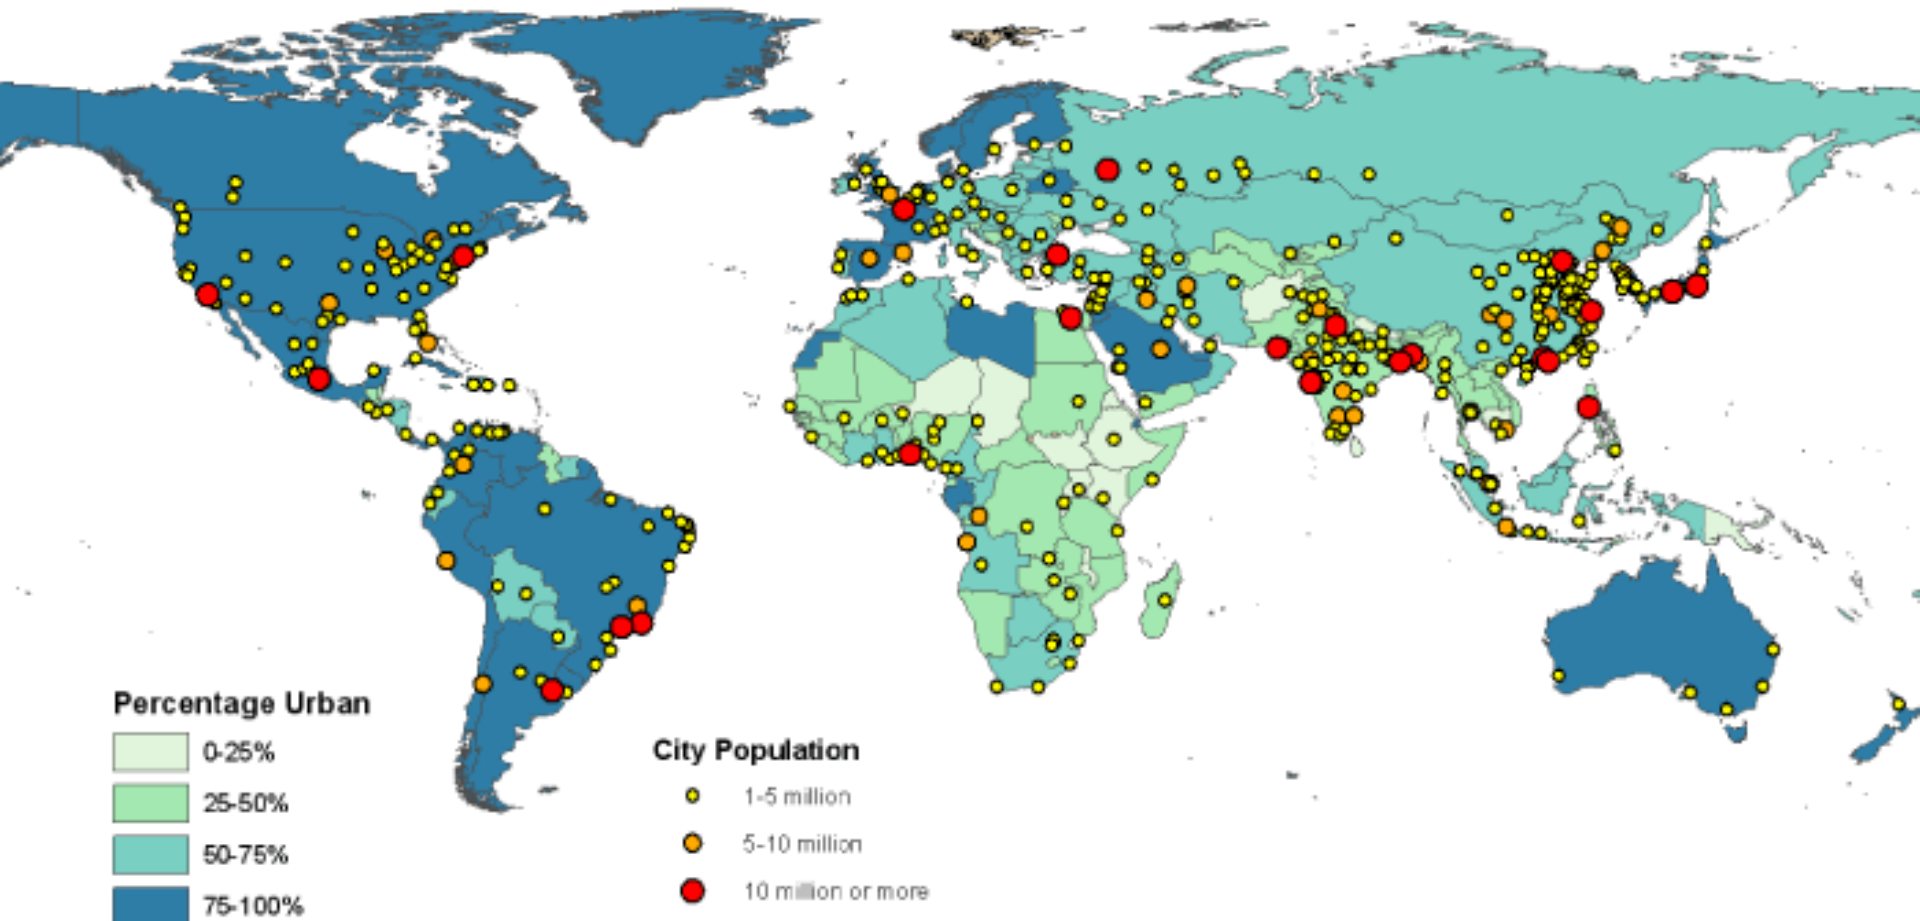 Percentage Urban
0-25%
25-50%
50-75%
75-100%
City Population
1-5 million
5-10 million
10 million or more